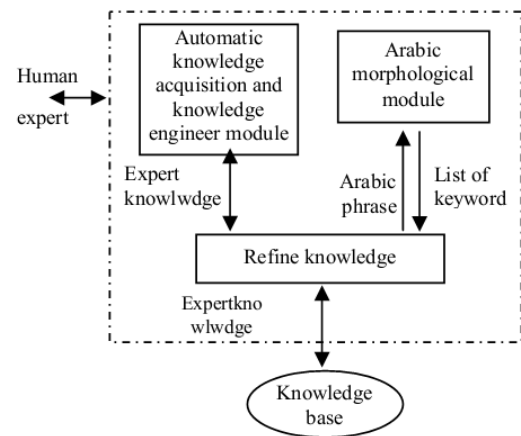 Automatic
knowledge
acquisition and
knowledge
engineer module
Arabic
morphological
module
Human
expert
Expert
knowlwdge
Arabic
phrase
List of
keyword
Refine knowledge
Expertkno
wlwdge
Knowledge
base